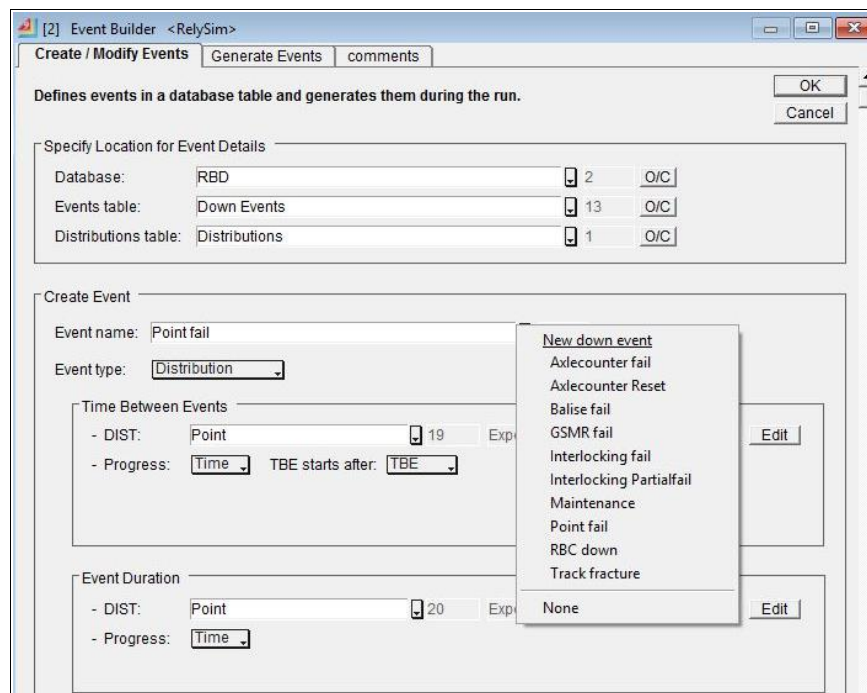 [2] Event Builder <RelySim>
Create / Modify Events Generate Events comments
OK
Defines events in a database table and generates them during the run.
Cancel
Specify Location for Event Details
Database: RBD 2 O/C
Events table: Down Events 13 O/C
Distributions table: Distributions 1 O/C
Create Event
Event name: Point fail
New down event
Axlecounter fail
Event type: Distribution
Axlecounter Reset
Balise fail
Time Between Events
GSMR fail
- DIST: Point 19 Expo Edit
Interlocking fail
- Progress: Time TBE starts after: TBE
Interlocking Partialfail
Maintenance
Point fail
RBC down
Track fracture
Event Duration
None
- DIST: Point 20 Expo Edit
- Progress: Time